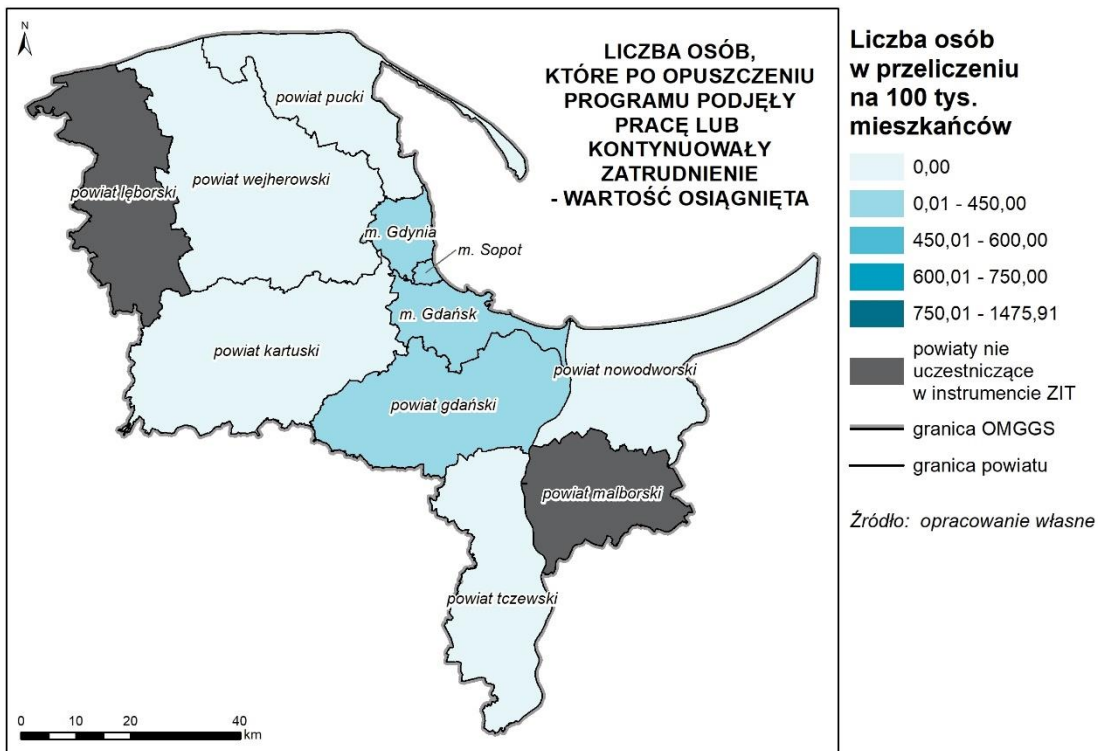 N
LICZBA OSÓB,
KTÓRE PO OPUSZCZENIU
PROGRAMU PODJĘŁY
PRACĘ LUB
KONTYNUOWAŁY
ZATRUDNIENIE
- WARTOŚĆ OSIĄGNIĘTA
powiat pucki
powiat wejherowski
powiat lęborski
m. Gdynia
m. Sopot
m. Gdańsk
powiat kartuski
powiat nowodworski
powiat gdański
powiat malborski
powiat tczewski
0 10 20 40
km
Liczba osób
w przeliczeniu
na 100 tys.
mieszkańców
0,00
0,01 - 450,00
450,01 - 600,00
600,01 - 750,00
750,01 - 1475,91
powiaty nie
uczestniczące
w instrumencie ZIT
granica OMGGS
granica powiatu
Źródło: opracowanie własne